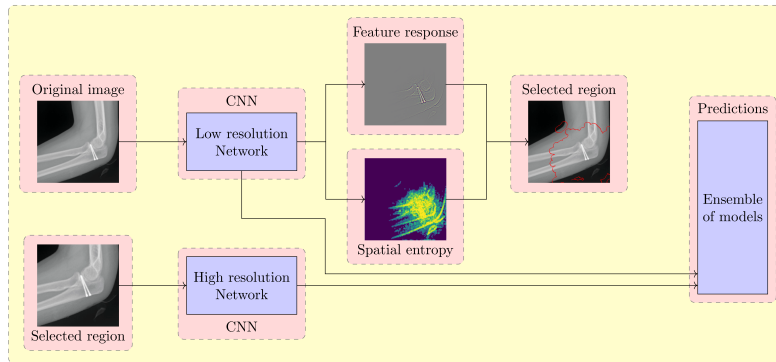 Original image
CNN
Low resolution
Network
Feature response
Spatial entropy
Selected region
Predictions
Ensemble
of models
Selected region
High resolution
Network
CNN